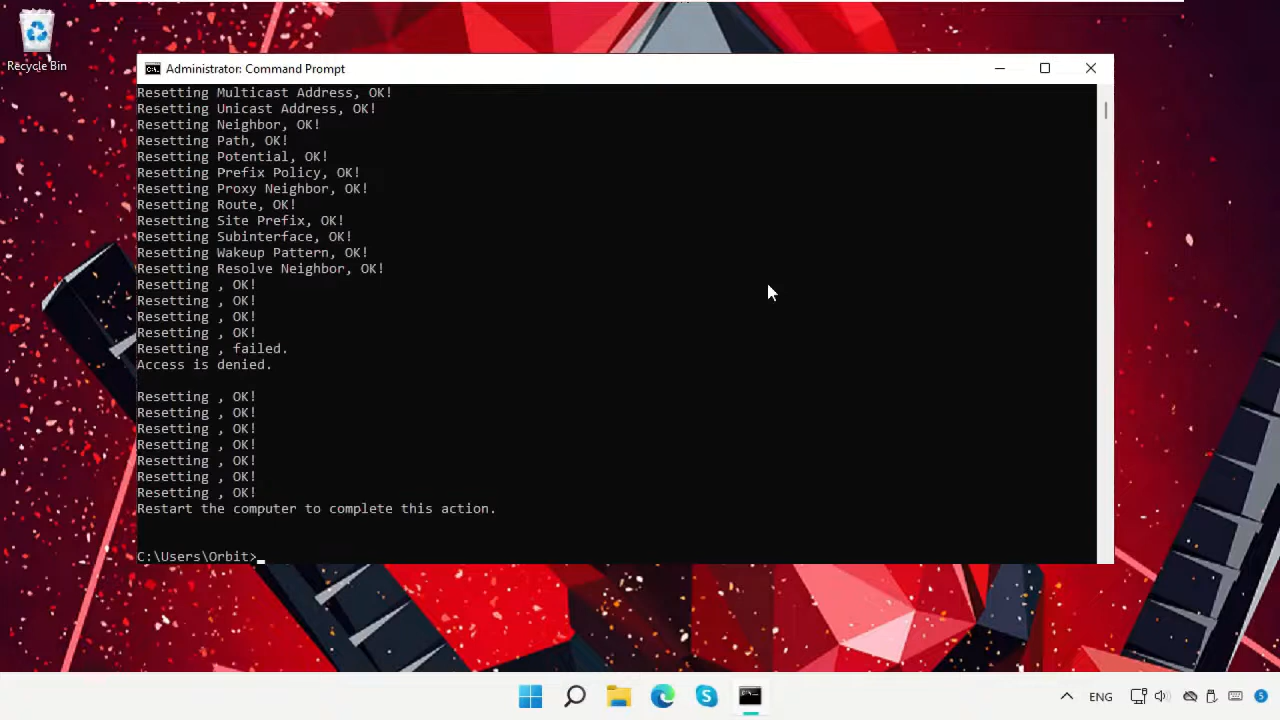 Recycle Bin
Administrator: Command Prompt
Resetting Multicast Address, OK!
Resetting Unicast Address, OK!
Resetting Neighbor, OK!
Resetting Path, OK!
Resetting Potential, OK!
Resetting Prefix Policy, OK!
Resetting Proxy Neighbor, OK!
Resetting Route, OK!
Resetting Site Prefix, OK!
Resetting Subinterface, OK!
Resetting Wakeup Pattern, OK!
Resetting Resolve Neighbor, OK!
Resetting , OK!
Resetting , OK!
Resetting , OK!
Resetting , OK!
Resetting , failed.
Access is denied.
Resetting , OK!
Resetting , OK!
Resetting , OK!
Resetting , OK!
Resetting , OK!
Resetting , OK!
Resetting , OK!
Restart the computer to complete this action.
C:\Users\Orbit>
ENG
5